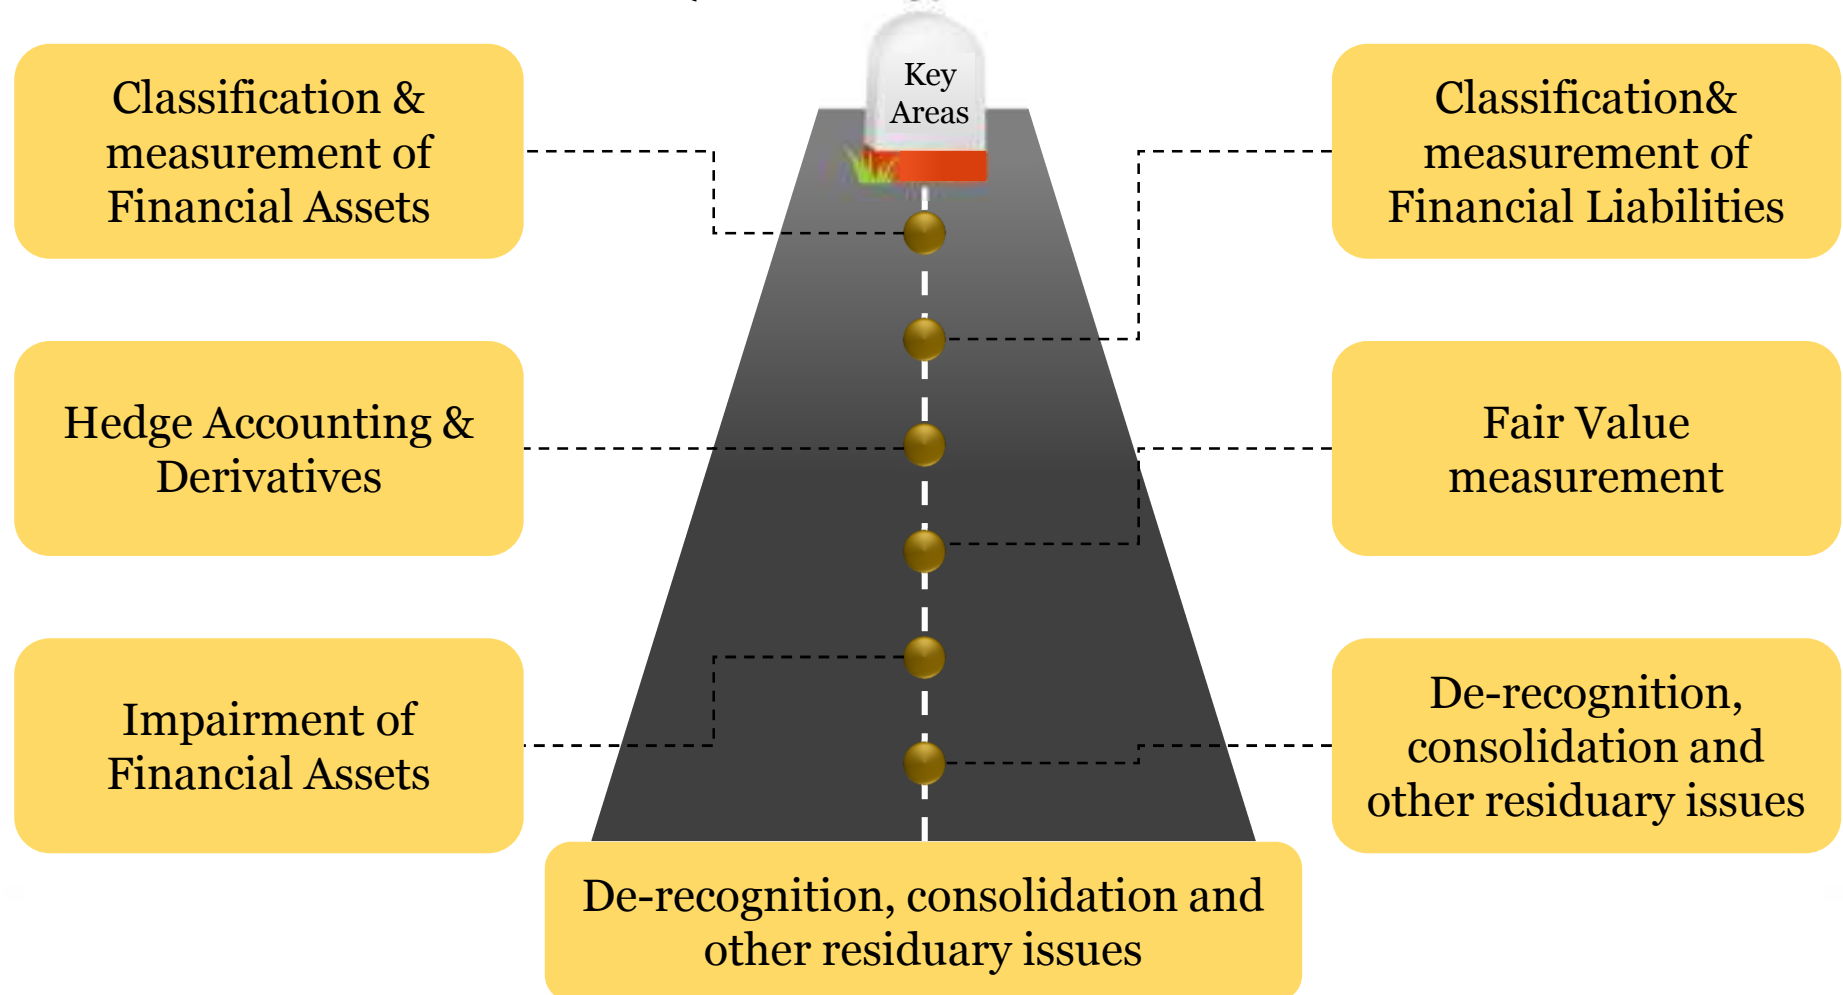 Key
Areas
Classification &
measurement of
Financial Assets
Classification&
measurement of
Financial Liabilities
Hedge Accounting &
Derivatives
Fair Value
measurement
Impairment of
Financial Assets
De-recognition,
consolidation and
other residuary issues
De-recognition, consolidation and
other residuary issues